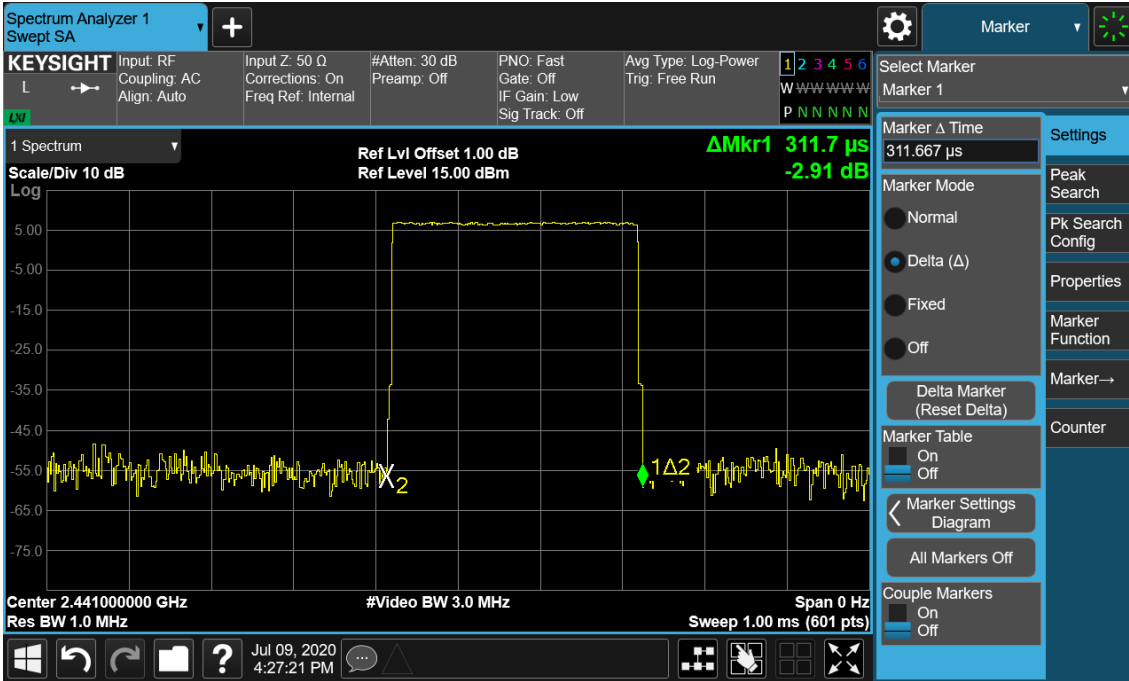 Spectrum Analyzer 1
Swept SA
+
Marker
KEYSIGHT
L
LXI
Input: RF
Coupling: AC
Align: Auto
Input Z: 50 Ω
Corrections: On
Freq Ref: Internal
#Atten: 30 dB
Preamp: Off
PNO: Fast
Gate: Off
IF Gain: Low
Sig Track: Off
Avg Type: Log-Power
Trig: Free Run
1 2 3 4 5 6
W W W W W W
P N N N N N
Select Marker
Marker 1
1 Spectrum
Scale/Div 10 dB
Log
Ref Lvl Offset 1.00 dB
Ref Level 15.00 dBm
ΔMkr1 311.7 µs
-2.91 dB
5.00
-5.00
-15.0
-25.0
-35.0
-45.0
-55.0
-65.0
-75.0
X2
1Δ2
Center 2.441000000 GHz
Res BW 1.0 MHz
#Video BW 3.0 MHz
Span 0 Hz
Sweep 1.00 ms (601 pts)
Marker Δ Time
311.667 µs
Marker Mode
Normal
Delta (Δ)
Fixed
Off
Delta Marker
(Reset Delta)
Marker Table
On
Off
Marker Settings
Diagram
All Markers Off
Couple Markers
On
Off
Settings
Peak
Search
Pk Search
Config
Properties
Marker
Function
Marker→
Counter
?
Jul 09, 2020
4:27:21 PM